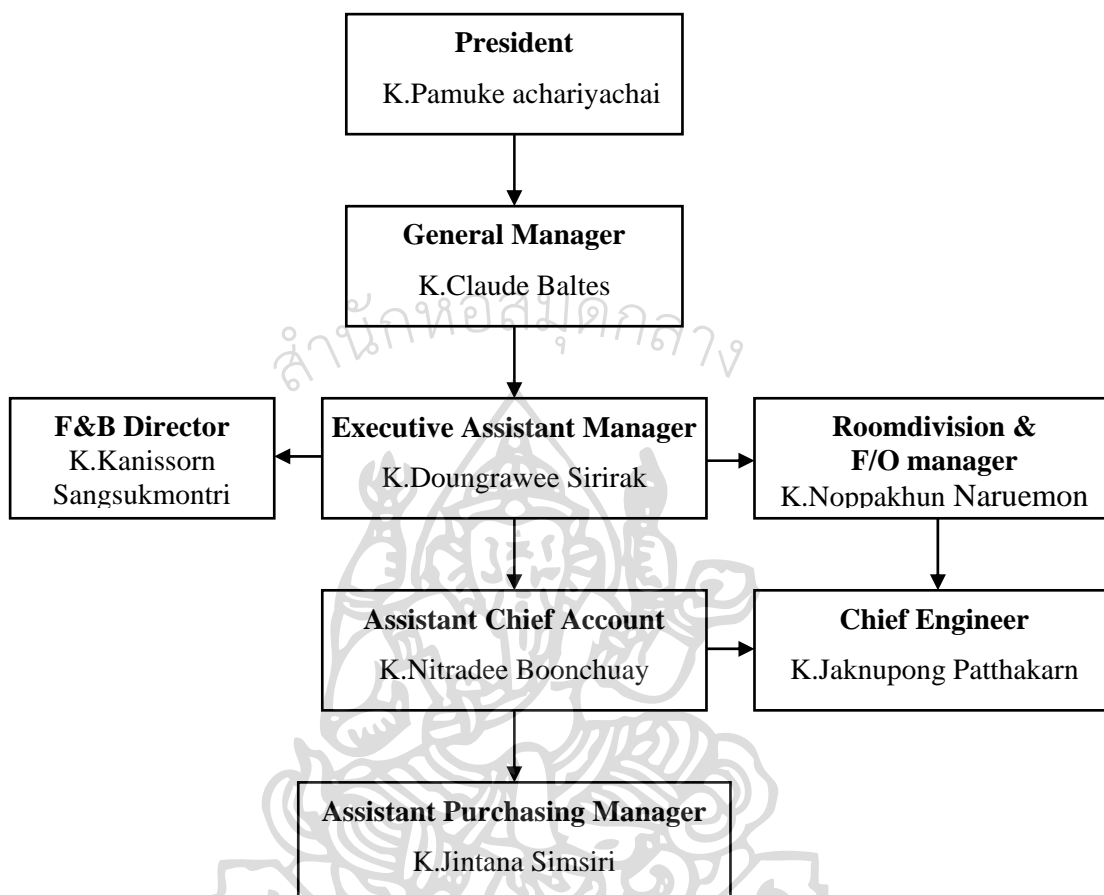 President
K.Pamuke achariyachai
General Manager
K.Claude Baltes
สำนักหอสมุดกลาง
F&B Director
K.Kanissorn
Sangsukmontri
Executive Assistant Manager
K.Doungrawee Sirirak
Roomdivision &
F/O manager
K.Noppakhun Naruemon
Assistant Chief Account
K.Nitradee Boonchuay
Chief Engineer
K.Jaknupong Patthakarn
Assistant Purchasing Manager
K.Jintana Simsiri